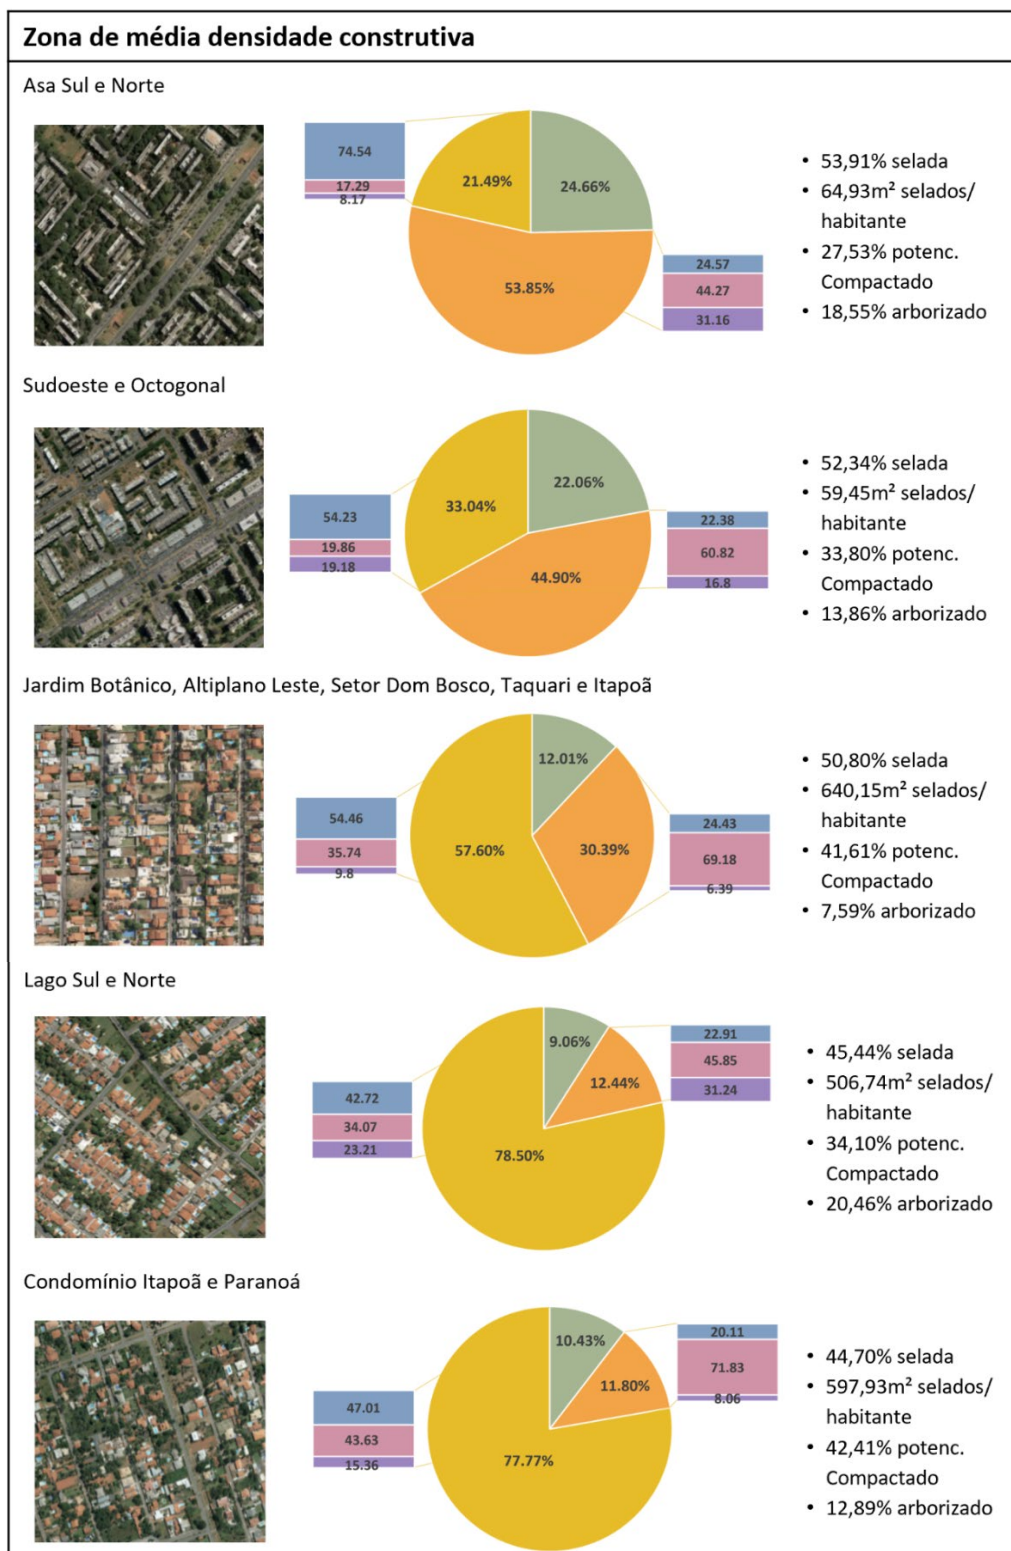 Zona de média densidade construtiva
Asa Sul e Norte
74.54
17.29
8.17
21.49%
24.66%
53.85%
24.57
44.27
31.16
• 53,91% selada
• 64,93m² selados/
habitante
• 27,53% potenc.
Compactado
• 18,55% arborizado
Sudoeste e Octogonal
54.23
19.86
19.18
33.04%
22.06%
44.90%
22.38
60.82
16.8
• 52,34% selada
• 59,45m² selados/
habitante
• 33,80% potenc.
Compactado
• 13,86% arborizado
Jardim Botânico, Altiplano Leste, Setor Dom Bosco, Taquari e Itapoã
54.46
35.74
9.8
12.01%
57.60%
30.39%
24.43
69.18
6.39
• 50,80% selada
• 640,15m² selados/
habitante
• 41,61% potenc.
Compactado
• 7,59% arborizado
Lago Sul e Norte
42.72
34.07
23.21
9.06%
12.44%
78.50%
22.91
45.85
31.24
• 45,44% selada
• 506,74m² selados/
habitante
• 34,10% potenc.
Compactado
• 20,46% arborizado
Condomínio Itapoã e Paranoá
47.01
43.63
15.36
10.43%
11.80%
77.77%
20.11
71.83
8.06
• 44,70% selada
• 597,93m² selados/
habitante
• 42,41% potenc.
Compactado
• 12,89% arborizado